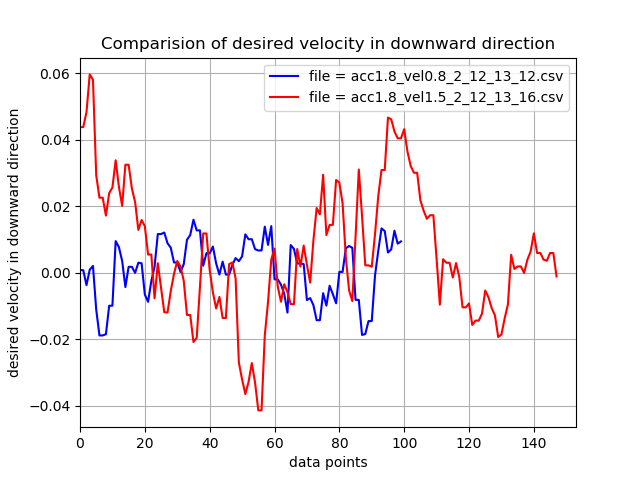 Comparision of desired velocity in downward direction
file = acc1.8_vel0.8_2_12_13_12.csv
file = acc1.8_vel1.5_2_12_13_16.csv
desired velocity in downward direction
0.06
0.04
0.02
0.00
−0.02
−0.04
0 20 40 60 80 100 120 140
data points